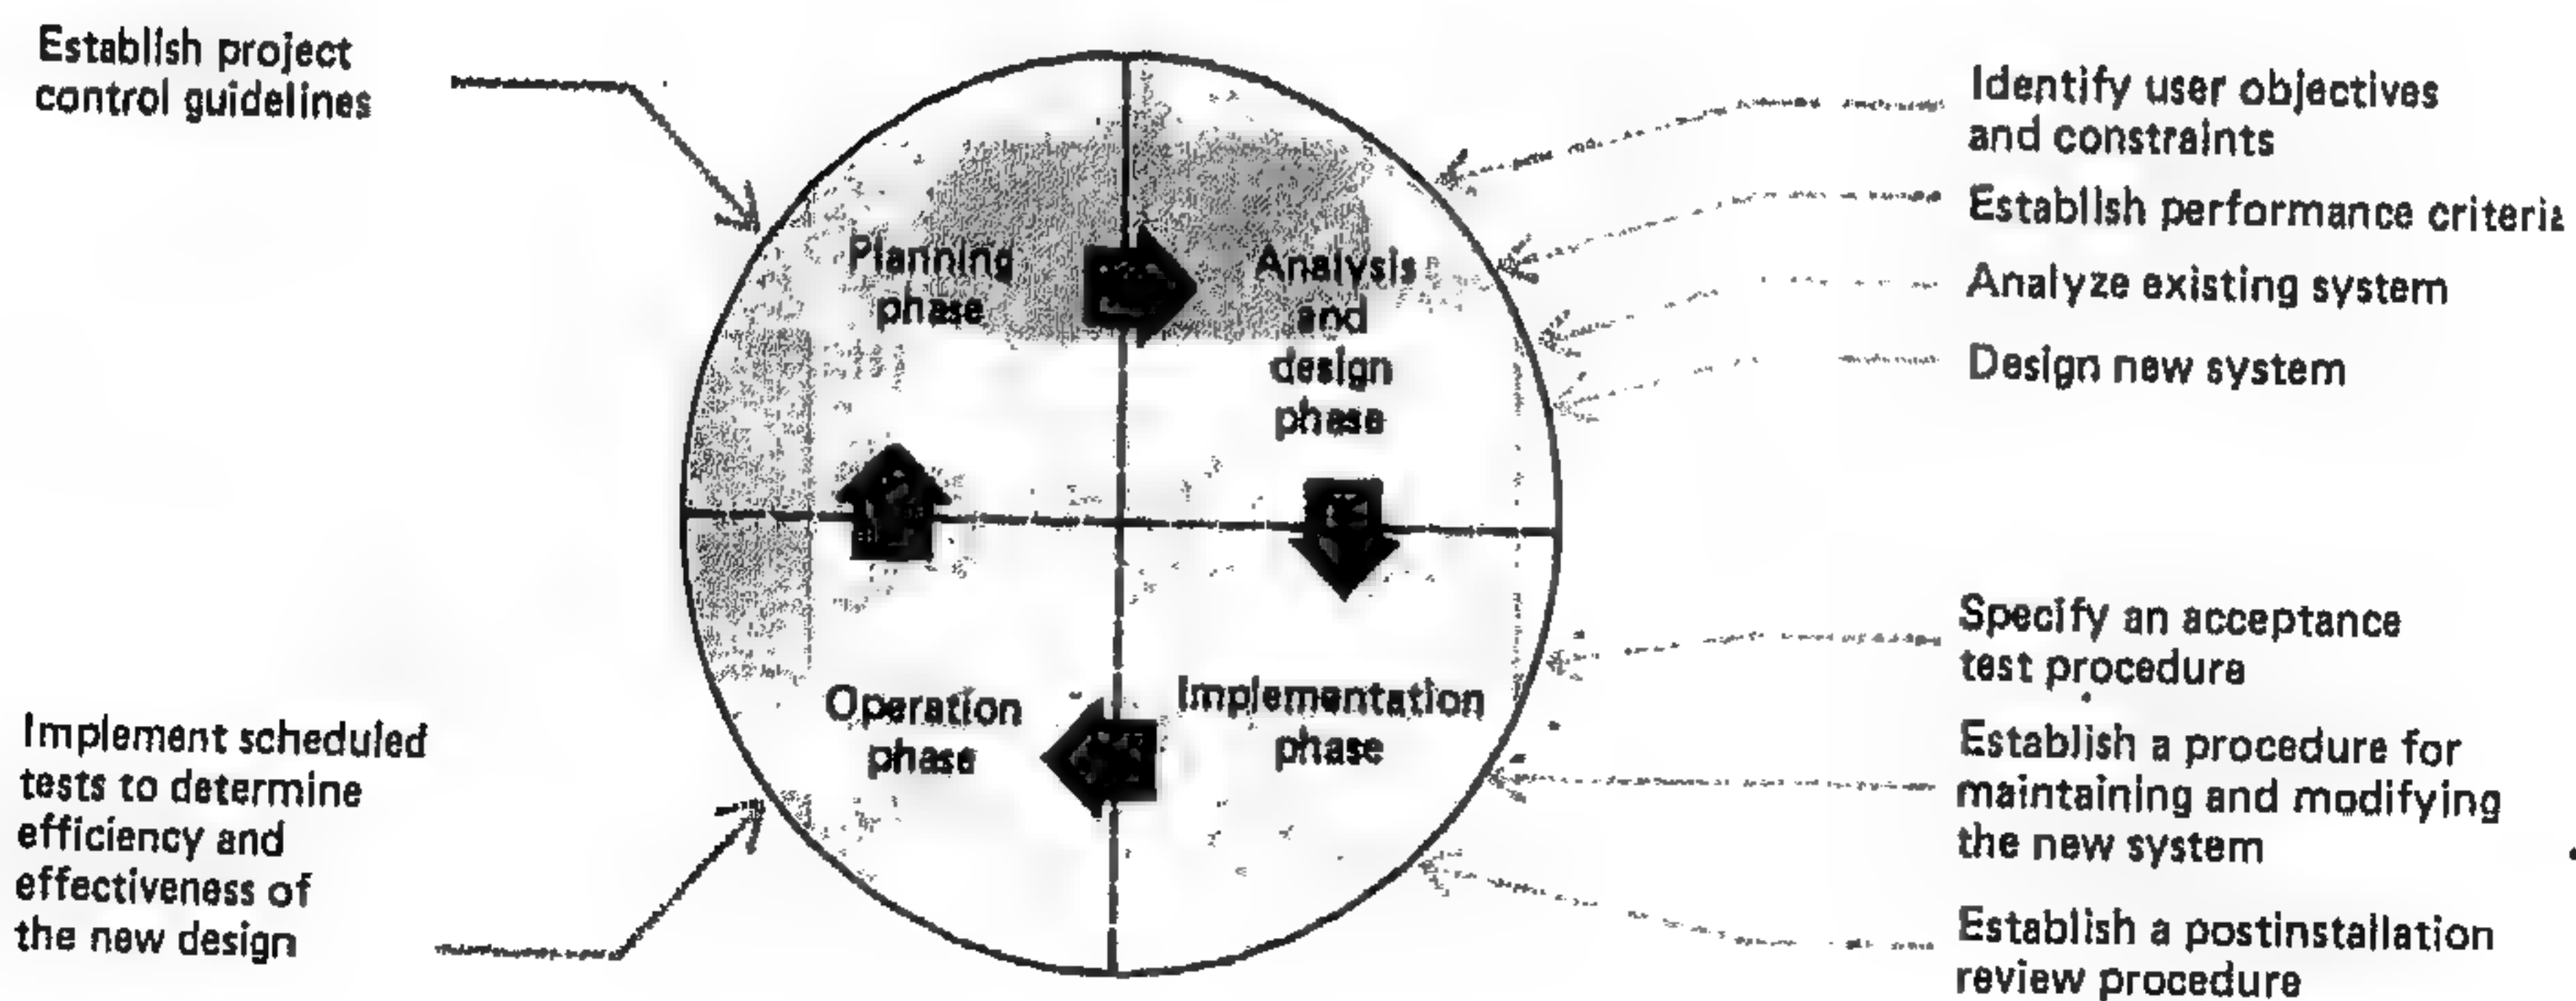 Establish project
control guidelines
Identify user objectives
and constraints
Establish performance criteria
Analyze existing system
Design new system
Planning
phase
Analysis
and
design
phase
Operation
phase
Implementation
phase
Specify an acceptance
test procedure
Establish a procedure for
maintaining and modifying
the new system
Establish a postinstallation
review procedure
Implement scheduled
tests to determine
efficiency and
effectiveness of
the new design